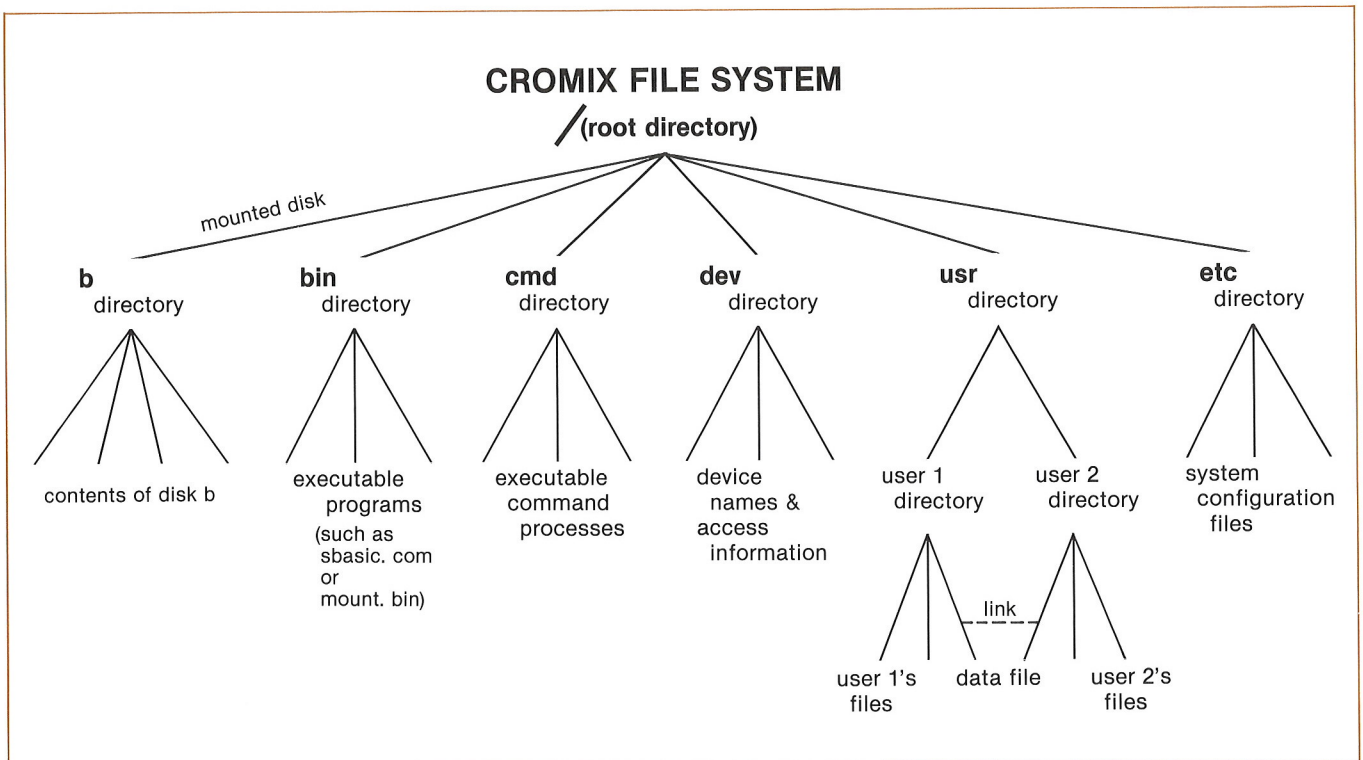 CROMIX FILE SYSTEM
/(root directory)
mounted disk
b
directory
contents of disk b
bin
directory
executable
programs
(such as
sbasic. com
or
mount. bin)
cmd
directory
executable
command
processes
dev
directory
device
names &
access
information
usr
directory
user 1
directory
user 2
directory
link
user 1's
files
data file
user 2's
files
etc
directory
system
configuration
files